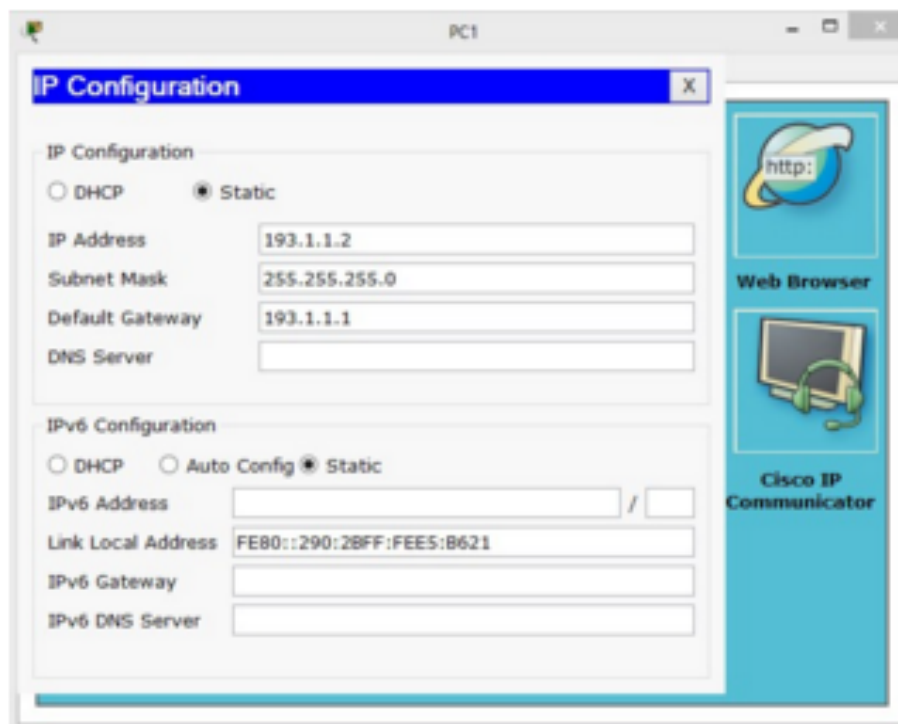 PC1
IP Configuration
X
IP Configuration
DHCP Static
IP Address 193.1.1.2
Subnet Mask 255.255.255.0
Default Gateway 193.1.1.1
DNS Server
IPv6 Configuration
DHCP Auto Config Static
IPv6 Address /
Link Local Address FE80::290:2BFF:FEE5:B621
IPv6 Gateway
IPv6 DNS Server
http:
Web Browser
Cisco IP
Communicator